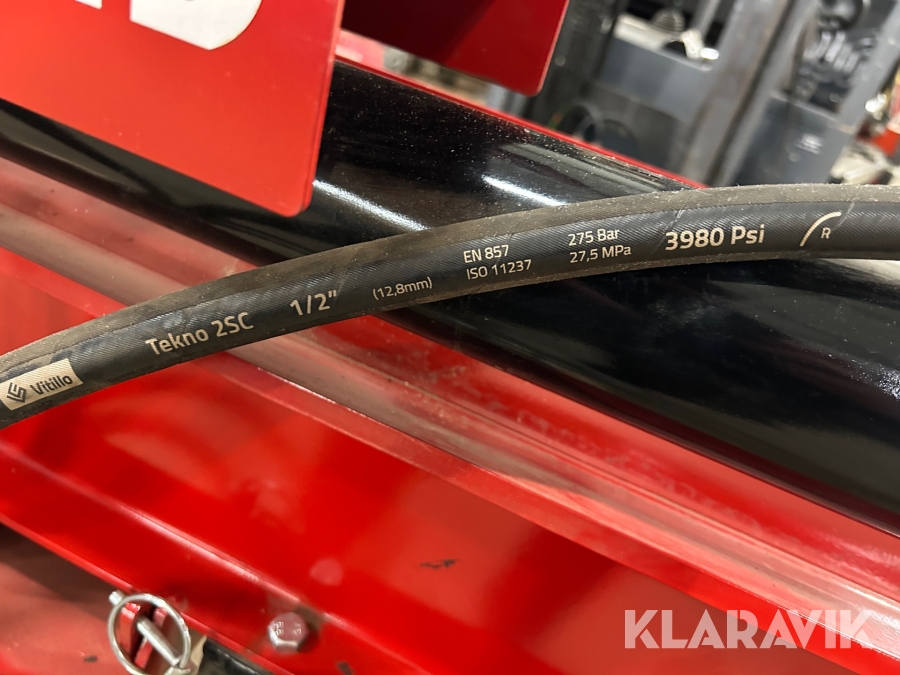 Vitillo
Tekno 2SC 1/2" (12,8mm)
EN 857
ISO 11237
275 Bar
27,5 MPa
3980 Psi
R
KLARAVIK